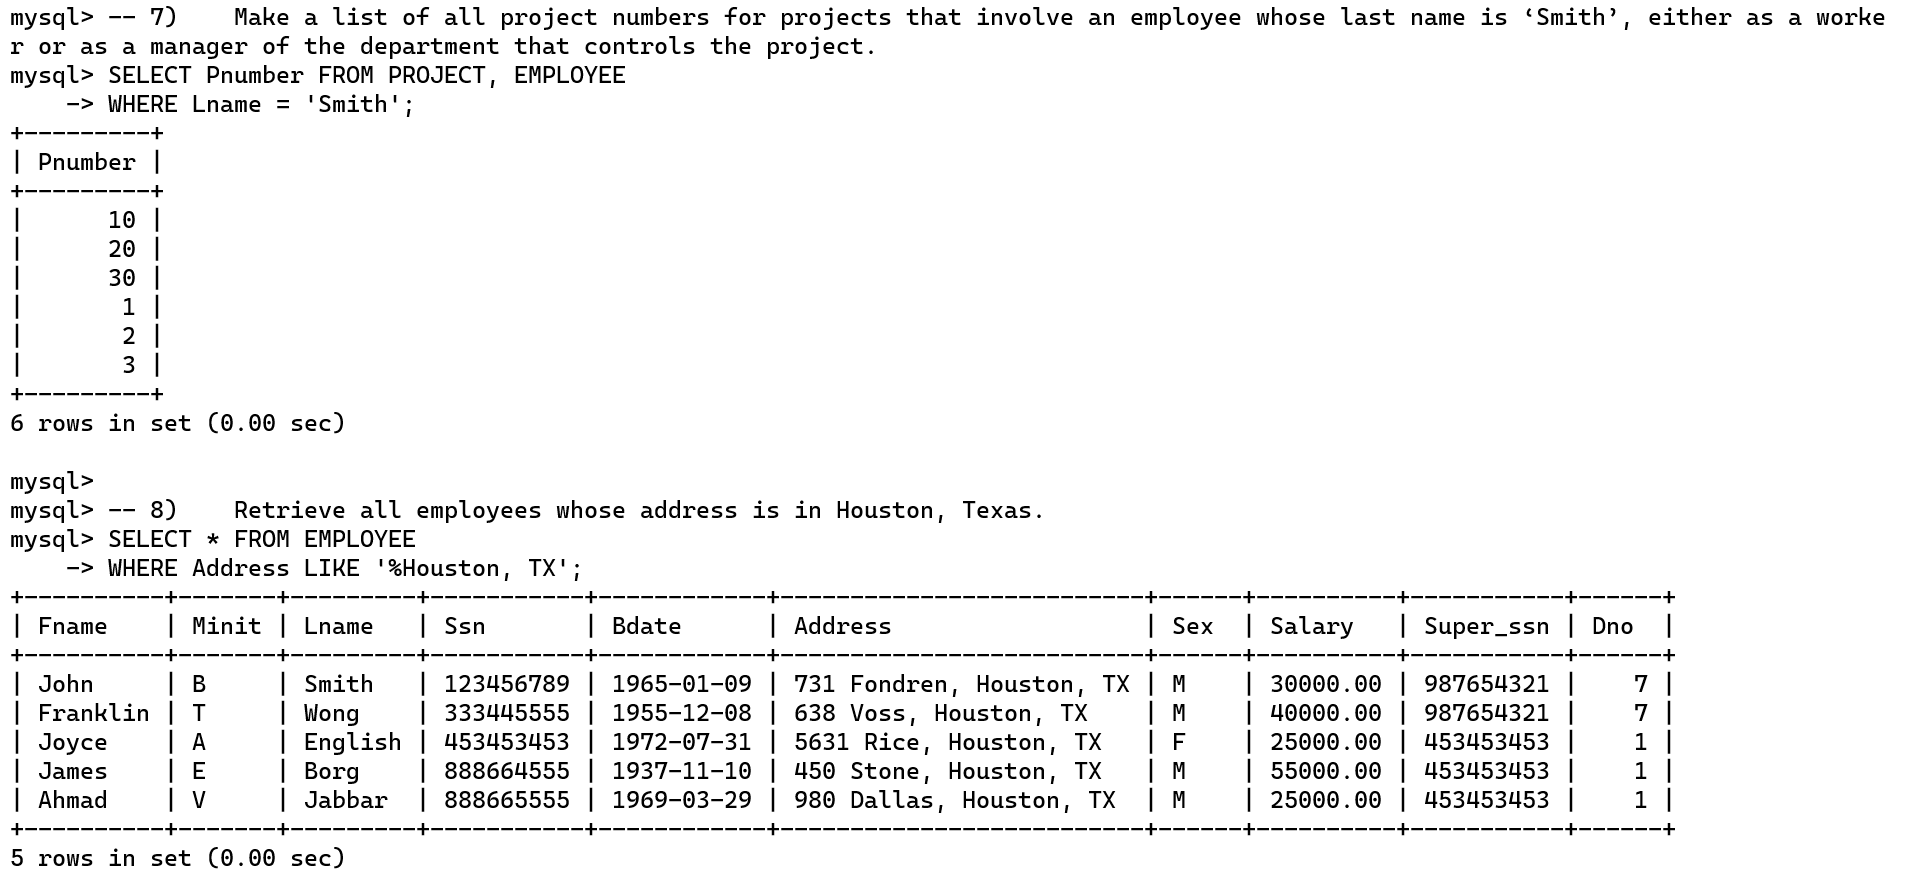 mysql> -- 7)    Make a list of all project numbers for projects that involve an employee whose last name is ‘Smith’, either as a worke
r or as a manager of the department that controls the project.
mysql> SELECT Pnumber FROM PROJECT, EMPLOYEE
    -> WHERE Lname = 'Smith';
+---------+
| Pnumber |
+---------+
|      10 |
|      20 |
|      30 |
|       1 |
|       2 |
|       3 |
+---------+
6 rows in set (0.00 sec)

mysql>
mysql> -- 8)    Retrieve all employees whose address is in Houston, Texas.
mysql> SELECT * FROM EMPLOYEE
    -> WHERE Address LIKE '%Houston, TX';
+----------+-------+---------+-----------+------------+--------------------------+------+----------+-----------+------+
| Fname    | Minit | Lname   | Ssn       | Bdate      | Address                  | Sex  | Salary   | Super_ssn | Dno  |
+----------+-------+---------+-----------+------------+--------------------------+------+----------+-----------+------+
| John     | B     | Smith   | 123456789 | 1965-01-09 | 731 Fondren, Houston, TX | M    | 30000.00 | 987654321 |    7 |
| Franklin | T     | Wong    | 333445555 | 1955-12-08 | 638 Voss, Houston, TX    | M    | 40000.00 | 987654321 |    7 |
| Joyce    | A     | English | 453453453 | 1972-07-31 | 5631 Rice, Houston, TX   | F    | 25000.00 | 453453453 |    1 |
| James    | E     | Borg    | 888664555 | 1937-11-10 | 450 Stone, Houston, TX   | M    | 55000.00 | 453453453 |    1 |
| Ahmad    | V     | Jabbar  | 888665555 | 1969-03-29 | 980 Dallas, Houston, TX  | M    | 25000.00 | 453453453 |    1 |
+----------+-------+---------+-----------+------------+--------------------------+------+----------+-----------+------+
5 rows in set (0.00 sec)